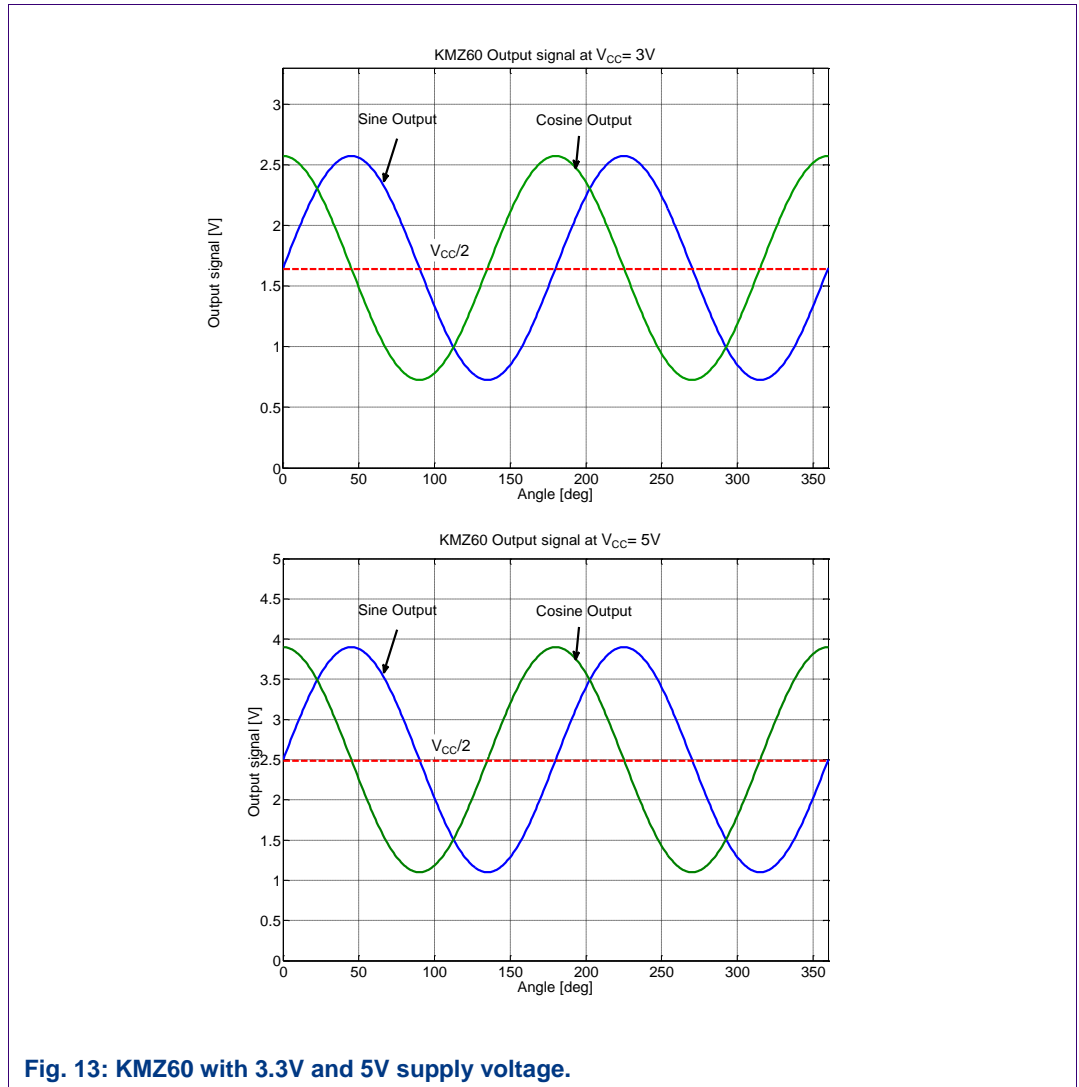 KMZ60 Output signal at VCC= 3V
Sine Output
Cosine Output
VCC/2
Output signal [V]
3
2.5
2
1.5
1
0.5
0
0 50 100 150 200 250 300 350
Angle [deg]
KMZ60 Output signal at VCC= 5V
Sine Output
Cosine Output
VCC/2
Output signal [V]
5
4.5
4
3.5
3
2.5
2
1.5
1
0.5
0
0 50 100 150 200 250 300 350
Angle [deg]
Fig. 13: KMZ60 with 3.3V and 5V supply voltage.